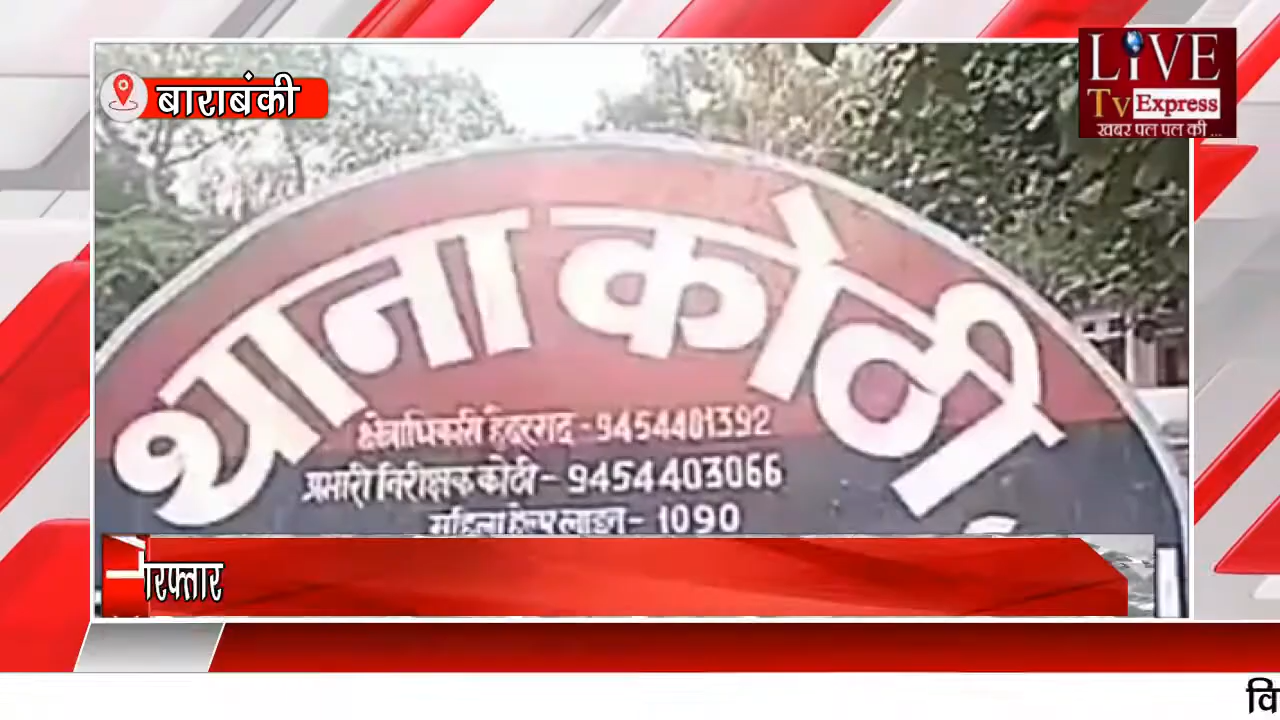 बाराबंकी
LIVE
Tv Express
खबर पल पल की ...
थाना कोठी
क्षेत्राधिकारी हैदरगढ़ - 9454401392
प्रभारी निरीक्षक कोठी - 9454403066
महिला हेल्प लाइन - 1090
गिरफ्तार
वि